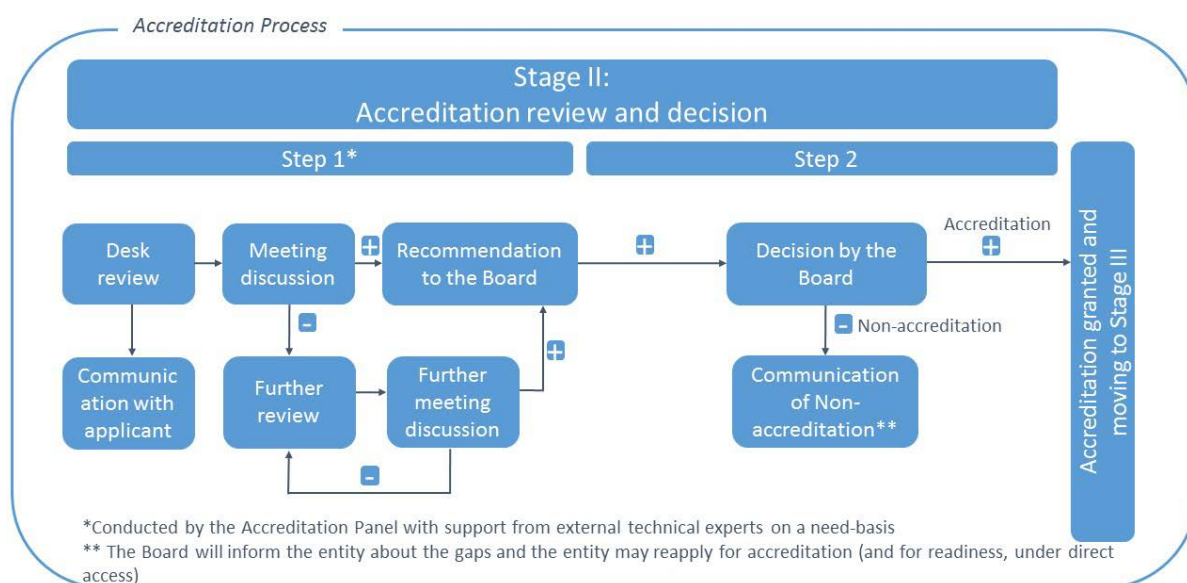 Accreditation Process
Stage II:
Accreditation review and decision
Step 1*
Step 2
Desk
review
Meeting
discussion
+
Recommendation
to the Board
+
Decision by the
Board
Accreditation
+
Accreditation granted and
moving to Stage III
-
- Non-accreditation
Communic
ation with
applicant
Further
review
Further
meeting
discussion
+
Communication
of Non-
accreditation**
-
*Conducted by the Accreditation Panel with support from external technical experts on a need-basis
** The Board will inform the entity about the gaps and the entity may reapply for accreditation (and for readiness, under direct
access)